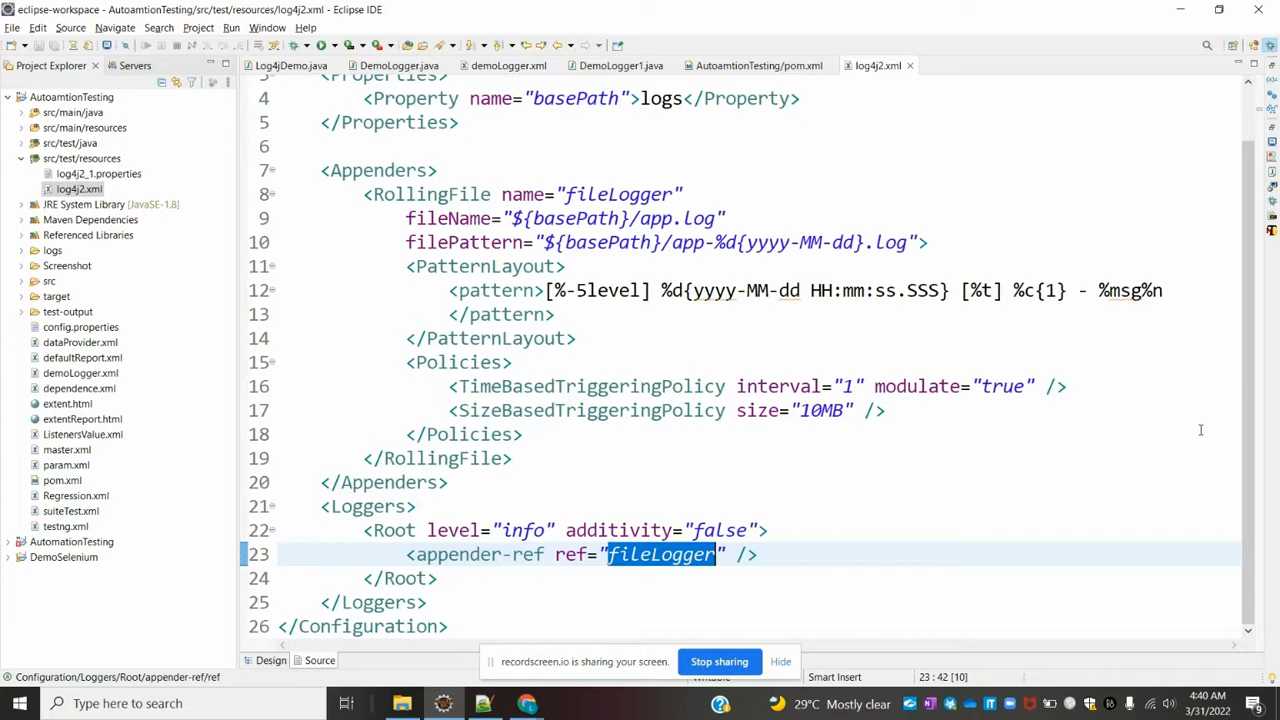 eclipse-workspace - AutoamtionTesting/src/test/resources/log4j2.xml - Eclipse IDE
File Edit Source Navigate Search Project Run Window Help
Project Explorer Servers
Log4jDemo.java DemoLogger.java demoLogger.xml DemoLogger1.java AutoamtionTesting/pom.xml log4j2.xml
AutoamtionTesting
src/main/java
src/main/resources
src/test/java
src/test/resources
log4j2_1.properties
log4j2.xml
JRE System Library [JavaSE-1.8]
Maven Dependencies
Referenced Libraries
logs
Screenshot
src
target
test-output
config.properties
dataProvider.xml
defaultReport.xml
demoLogger.xml
dependence.xml
extent.html
extentReport.html
ListenersValue.xml
master.xml
param.xml
pom.xml
Regression.xml
suiteTest.xml
testng.xml
AutomationTesting
DemoSelenium
3 <Properties>
4 <Property name="basePath">logs</Property>
5 </Properties>
6
7 <Appenders>
8 <RollingFile name="fileLogger"
9 fileName="${basePath}/app.log"
10 filePattern="${basePath}/app-%d{yyyy-MM-dd}.log">
11 <PatternLayout>
12 <pattern>[%-5level] %d{yyyy-MM-dd HH:mm:ss.SSS} [%t] %c{1} - %msg%n
13 </pattern>
14 </PatternLayout>
15 <Policies>
16 <TimeBasedTriggeringPolicy interval="1" modulate="true" />
17 <SizeBasedTriggeringPolicy size="10MB" />
18 </Policies>
19 </RollingFile>
20 </Appenders>
21 <Loggers>
22 <Root level="info" additivity="false">
23 <appender-ref ref="fileLogger" />
24 </Root>
25 </Loggers>
26 </Configuration>
Design Source
recordscreen.io is sharing your screen. Stop sharing Hide
Configuration/Loggers/Root/appender-ref/ref
Writable Smart Insert 23 : 42 [10]
Type here to search
29°C Mostly clear
4:40 AM
3/31/2022